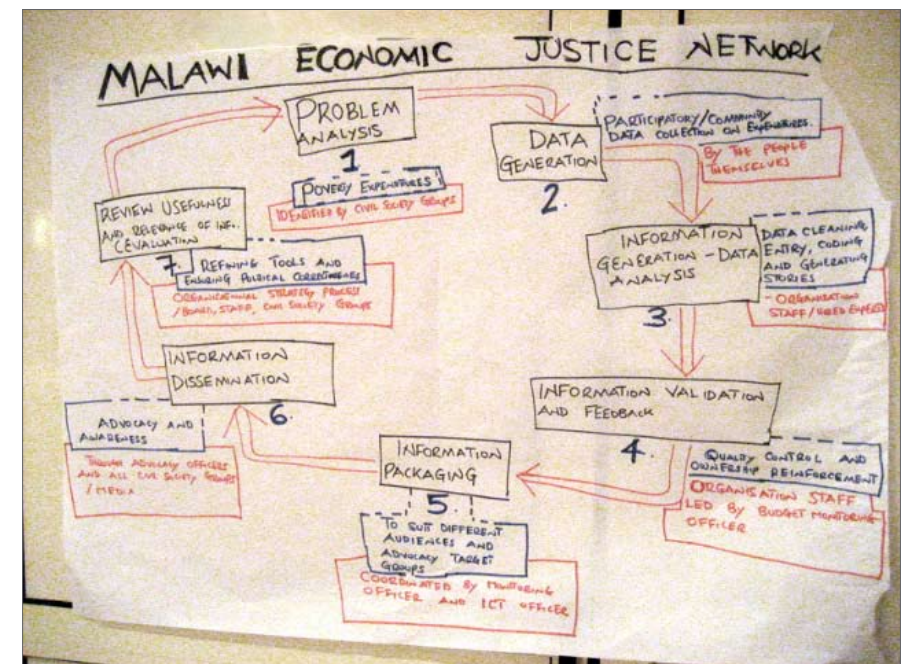 MALAWI ECONOMIC JUSTICE NETWORK
PROBLEM
ANALYSIS
1
POVERTY EXPENDITURES
IDENTIFIED BY CIVIL SOCIETY GROUPS
DATA
GENERATION
2.
PARTICIPATORY/COMMUNITY
DATA COLLECTION ON EXPENDITURES.
BY THE PEOPLE
THEMSELVES
INFORMATION
GENERATION - DATA
ANALYSIS
3.
DATA CLEANING
ENTRY, CODING
AND GENERATING
STORIES
- ORGANISATION
STAFF/HIRED EXPERTS
INFORMATION VALIDATION
AND FEEDBACK
4.
QUALITY CONTROL AND
OWNERSHIP REINFORCEMENT
ORGANISATION STAFF
LED BY BUDGET MONITORING
OFFICER
INFORMATION
PACKAGING
5.
TO SUIT DIFFERENT
AUDIENCES AND
ADVOCACY TARGET
GROUPS
COORDINATED BY MONITORING
OFFICER AND ICT OFFICER
INFORMATION
DISSEMINATION
6.
ADVOCACY AND
AWARENESS
THROUGH ADVOCACY OFFICERS
AND ALL CIVIL SOCIETY GROUPS
/MEDIA
REVIEW USEFULNESS
AND RELEVANCE OF INFO.
(EVALUATION
7.
REFINING TOOLS AND
ENSURING POLITICAL CORRECTNESS
ORGANISATIONAL STRATEGY PROCESS
/BOARD, STAFF, CIVIL SOCIETY GROUPS